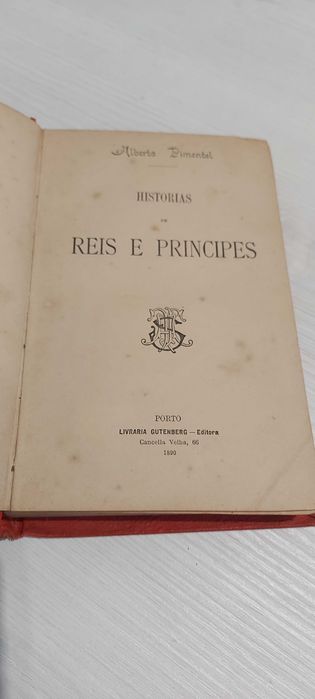 Alberto Pimentel
HISTORIAS
DE
REIS E PRINCIPES
PORTO
LIVRARIA GUTENBERG — Editora
Cancella Velha, 66
1890